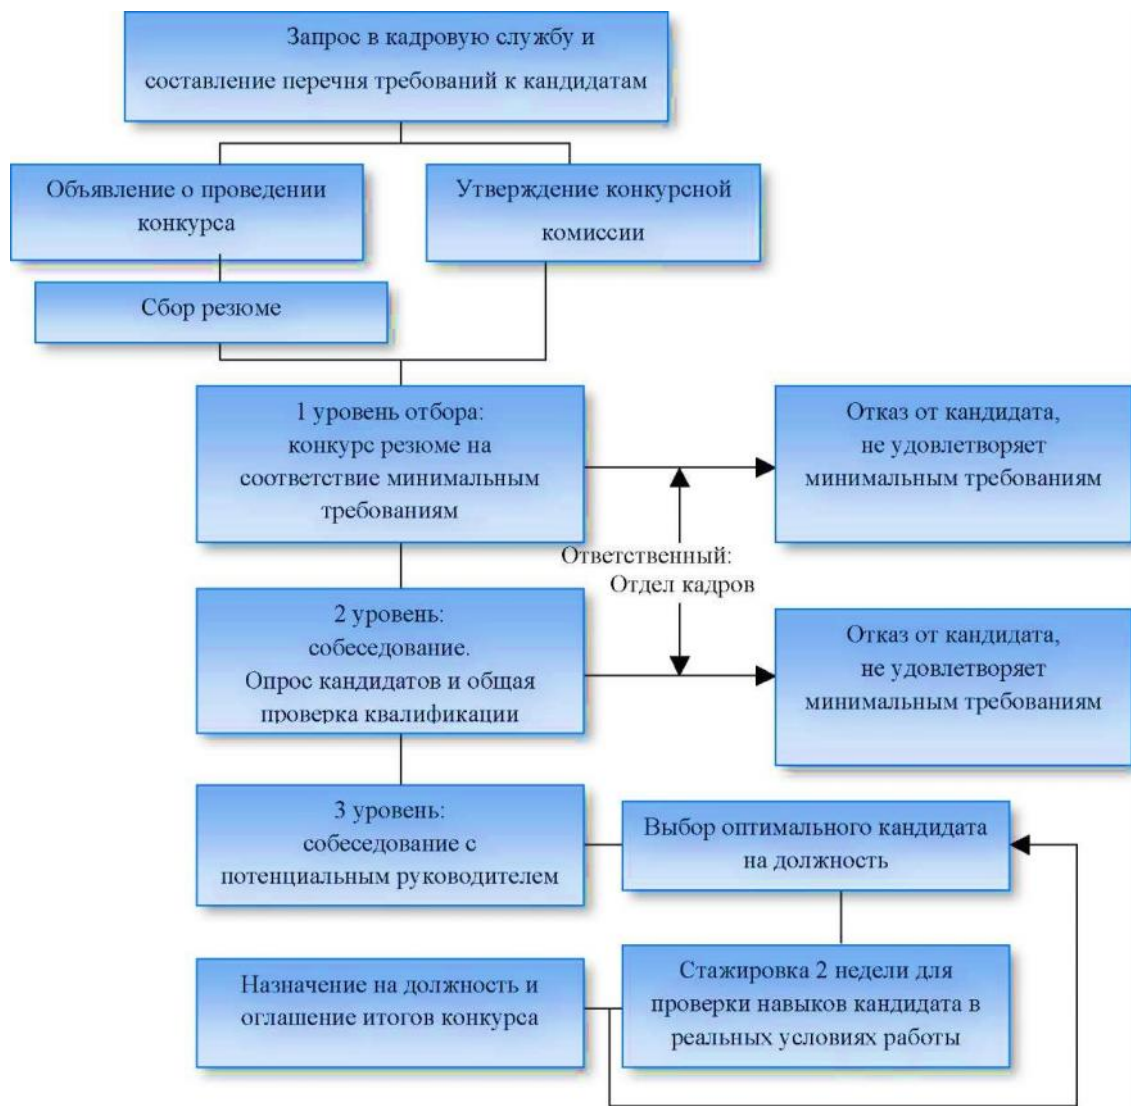 Запрос в кадровую службу и
составление перечня требований к кандидатам
Объявление о проведении
конкурса
Утверждение конкурсной
комиссии
Сбор резюме
1 уровень отбора:
конкурс резюме на
соответствие минимальным
требованиям
Отказ от кандидата,
не удовлетворяет
минимальным требованиям
Ответственный:
Отдел кадров
2 уровень:
собеседование.
Опрос кандидатов и общая
проверка квалификации
Отказ от кандидата,
не удовлетворяет
минимальным требованиям
3 уровень:
собеседование с
потенциальным руководителем
Выбор оптимального кандидата
на должность
Назначение на должность и
оглашение итогов конкурса
Стажировка 2 недели для
проверки навыков кандидата в
реальных условиях работы